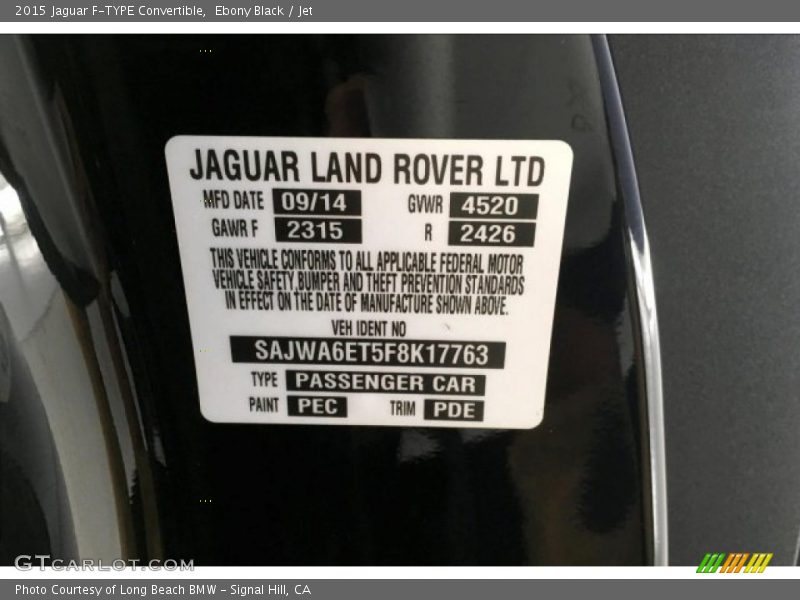 2015 Jaguar F-TYPE Convertible, Ebony Black / Jet
JAGUAR LAND ROVER LTD
MFD DATE 09/14 GVWR 4520
GAWR F 2315 R 2426
THIS VEHICLE CONFORMS TO ALL APPLICABLE FEDERAL MOTOR
VEHICLE SAFETY,BUMPER AND THEFT PREVENTION STANDARDS
IN EFFECT ON THE DATE OF MANUFACTURE SHOWN ABOVE.
VEH IDENT NO
SAJWA6ET5F8K17763
TYPE PASSENGER CAR
PAINT PEC TRIM PDE
GTCARLOT.COM
Photo Courtesy of Long Beach BMW - Signal Hill, CA